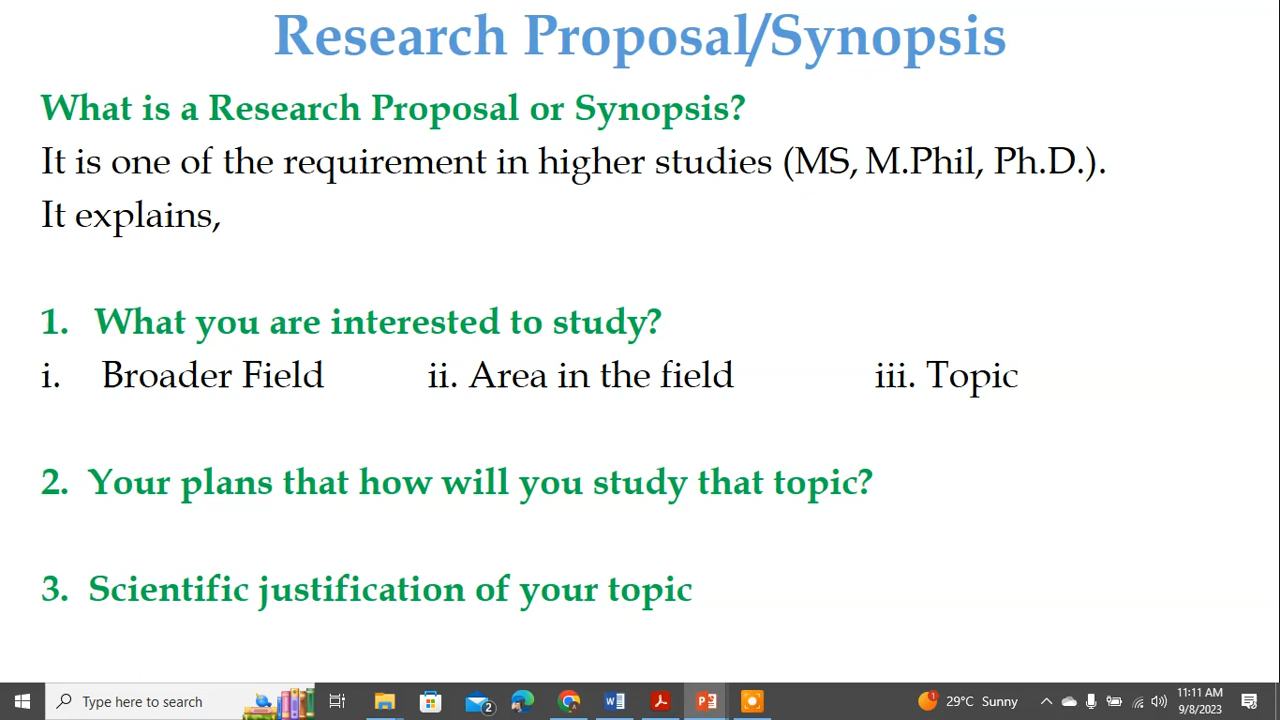 Research Proposal/Synopsis
What is a Research Proposal or Synopsis?
It is one of the requirement in higher studies (MS, M.Phil, Ph.D.).
It explains,
1. What you are interested to study?
i. Broader Field ii. Area in the field iii. Topic
2. Your plans that how will you study that topic?
3. Scientific justification of your topic
Type here to search
2
1
29°C Sunny
11:11 AM
9/8/2023